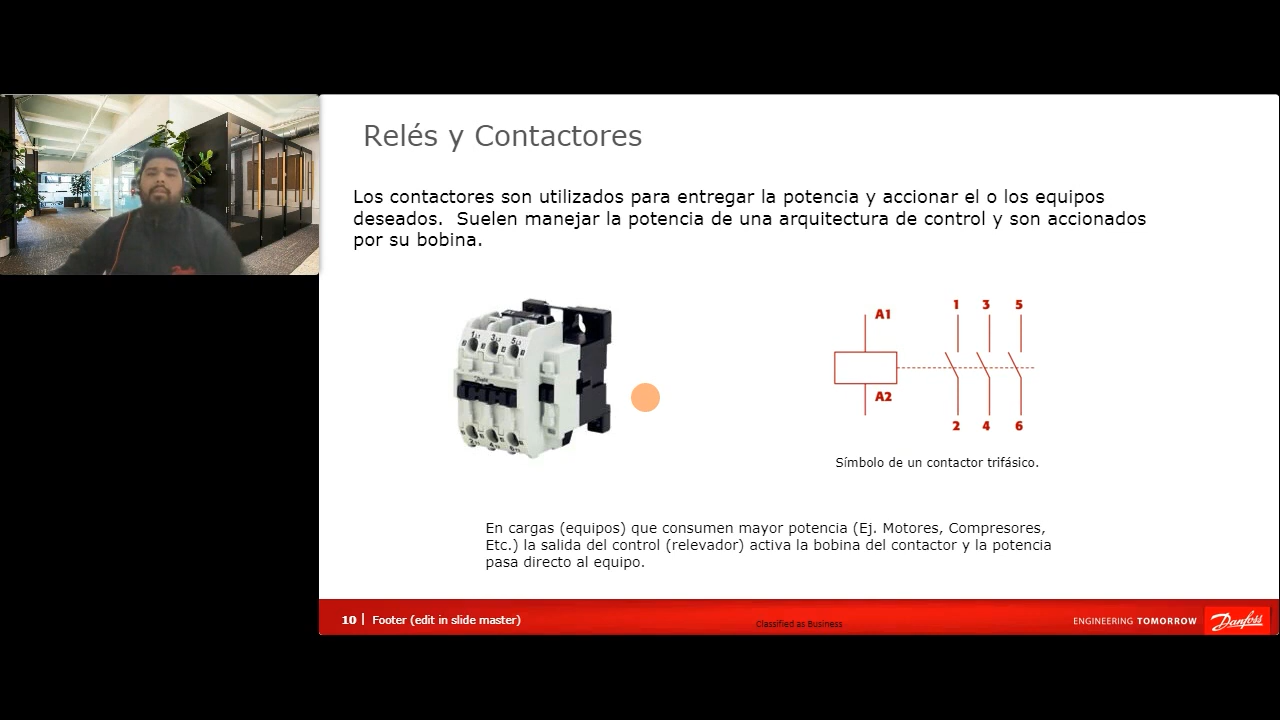 Relés y Contactores
Los contactores son utilizados para entregar la potencia y accionar el o los equipos
deseados.  Suelen manejar la potencia de una arquitectura de control y son accionados
por su bobina.
A1
1 3 5
A2
2 4 6
Símbolo de un contactor trifásico.
En cargas (equipos) que consumen mayor potencia (Ej. Motores, Compresores,
Etc.) la salida del control (relevador) activa la bobina del contactor y la potencia
pasa directo al equipo.
10 | Footer (edit in slide master)
Classified as Business
ENGINEERING TOMORROW
Danfoss